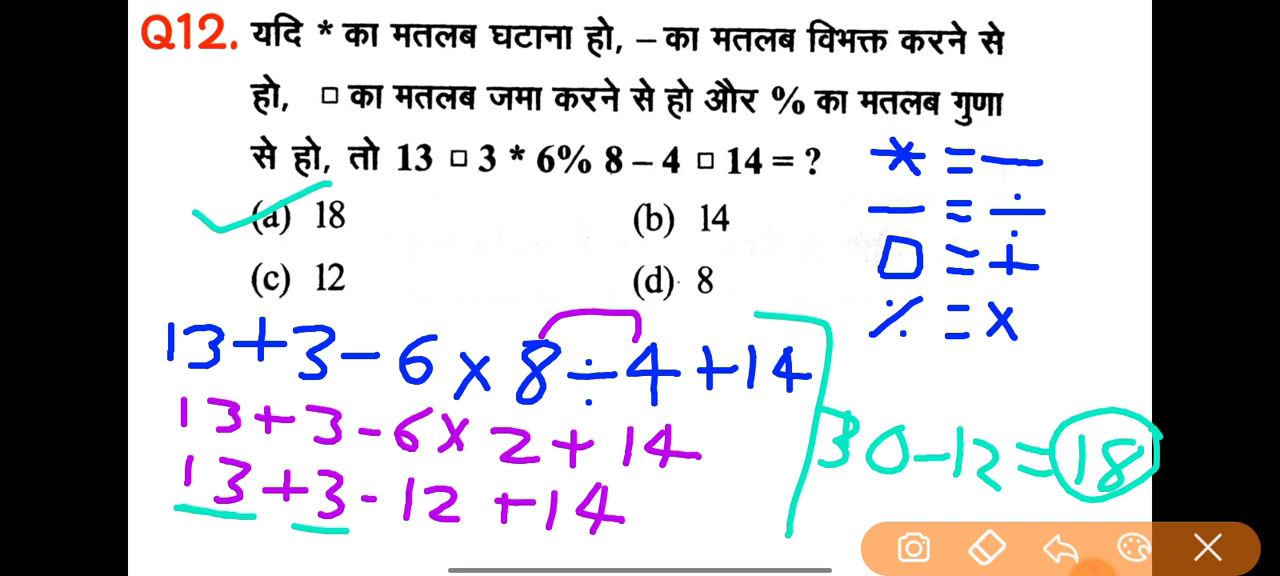 Q12. यदि * का मतलब घटाना हो, – का मतलब विभक्त करने से
हो, □ का मतलब जमा करने से हो और % का मतलब गुणा
से हो, तो 13 □ 3 * 6% 8 – 4 □ 14 = ?
(a) 18 (b) 14
(c) 12 (d) 8
* = —
— = ÷
□ = +
% = ×
13 + 3 – 6 × 8 ÷ 4 + 14
13 + 3 – 6 × 2 + 14
13 + 3 - 12 + 14
30 – 12 = 18